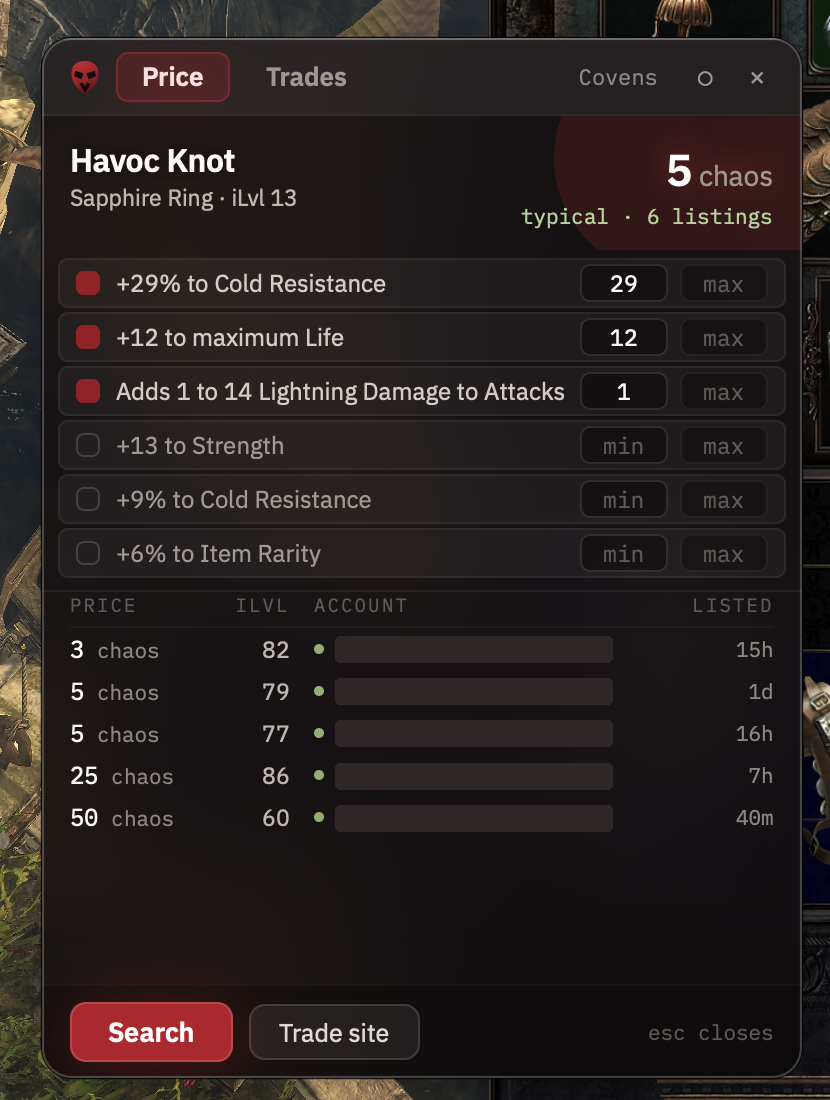 Price Trades Covens ○ ×
Havoc Knot
5 chaos
Sapphire Ring · iLvl 13
typical · 6 listings
+29% to Cold Resistance 29 max
+12 to maximum Life 12 max
Adds 1 to 14 Lightning Damage to Attacks 1 max
+13 to Strength min max
+9% to Cold Resistance min max
+6% to Item Rarity min max
PRICE ILVL ACCOUNT LISTED
3 chaos 82 15h
5 chaos 79 1d
5 chaos 77 16h
25 chaos 86 7h
50 chaos 60 40m
Search Trade site esc closes